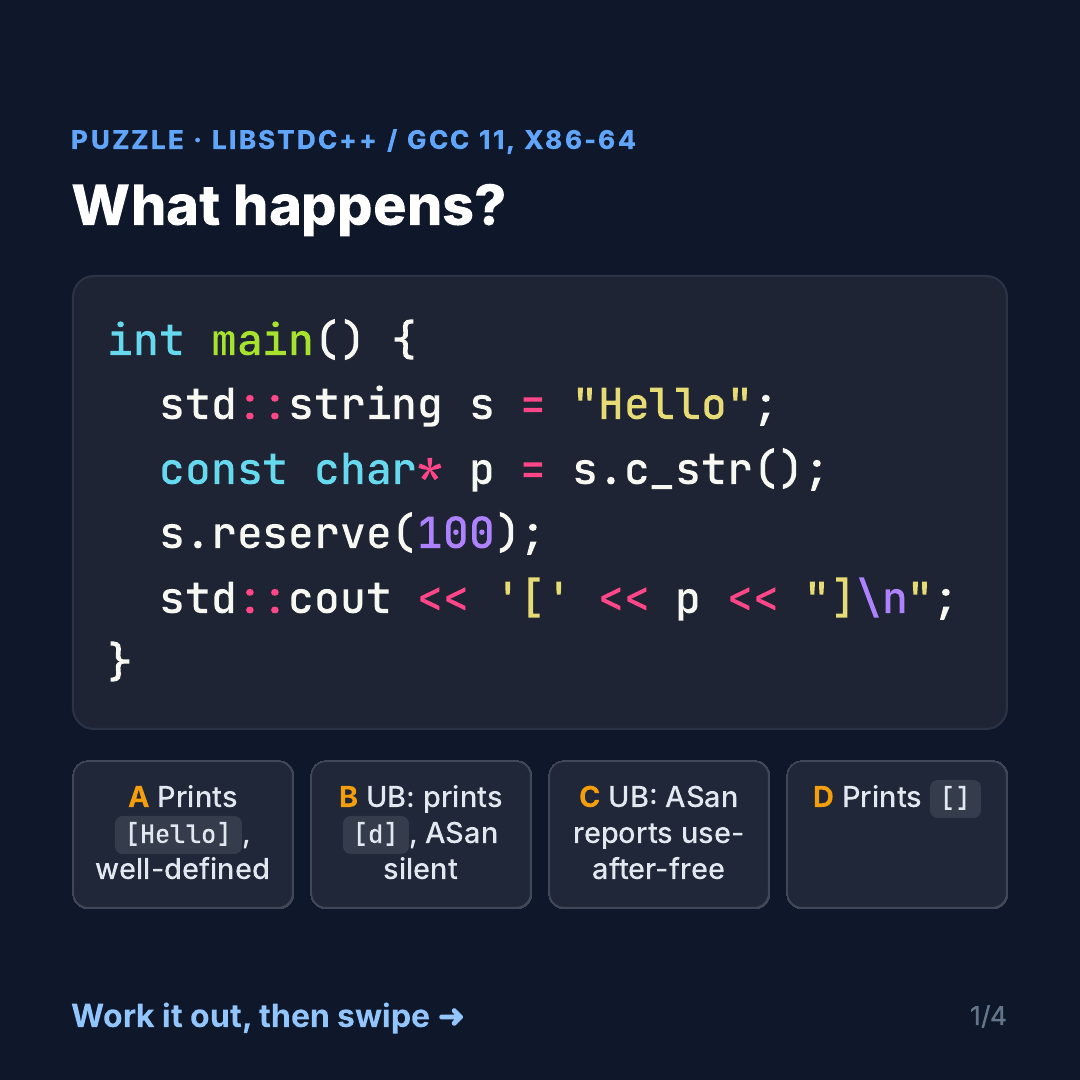 PUZZLE · LIBSTDC++ / GCC 11, X86-64
What happens?
int main() {
  std::string s = "Hello";
  const char* p = s.c_str();
  s.reserve(100);
  std::cout << '[' << p << "]\n";
}
A Prints
[Hello],
well-defined
B UB: prints
[d], ASan
silent
C UB: ASan
reports use-
after-free
D Prints []
Work it out, then swipe ➜
1/4